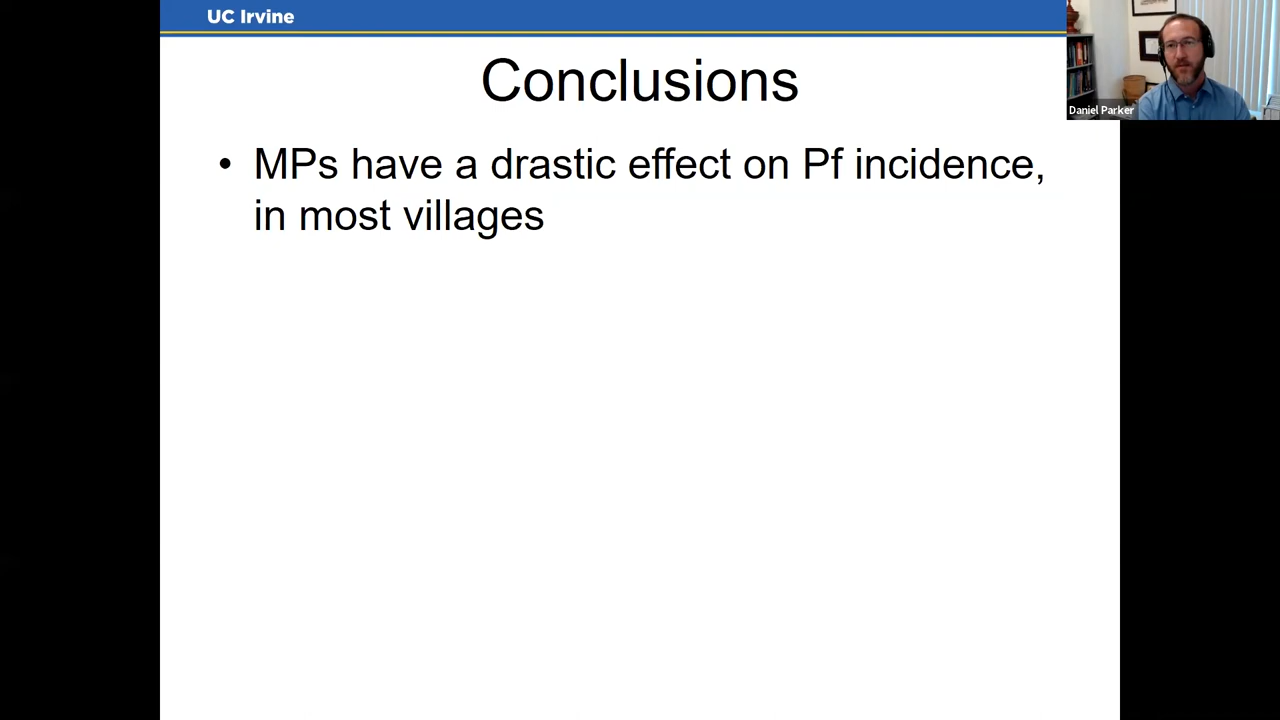 UC Irvine
Conclusions
Daniel Parker
• MPs have a drastic effect on Pf incidence,
in most villages